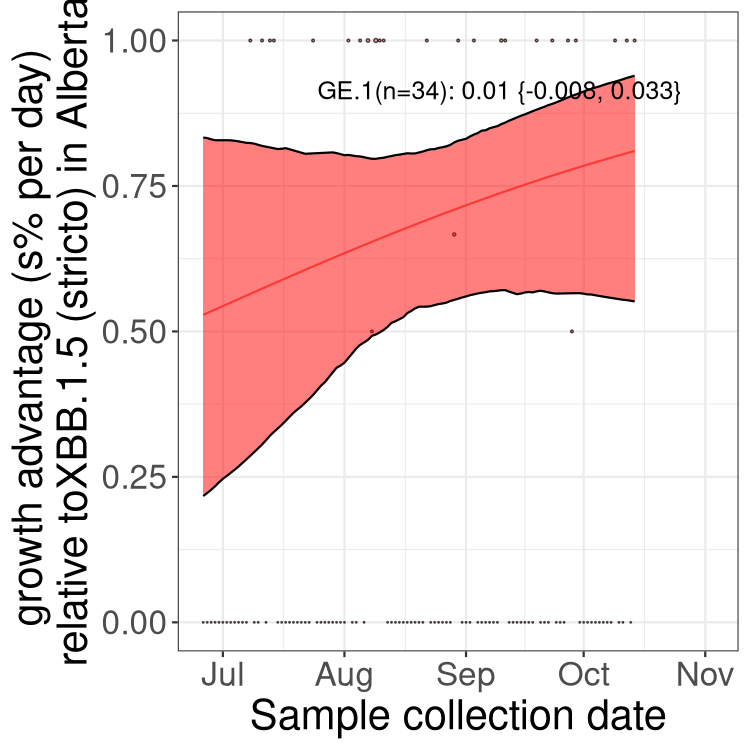 growth advantage (s% per day)
relative toXBB.1.5 (stricto) in Alberta
1.00
0.75
0.50
0.25
0.00
GE.1(n=34): 0.01 {-0.008, 0.033}
Jul Aug Sep Oct Nov
Sample collection date